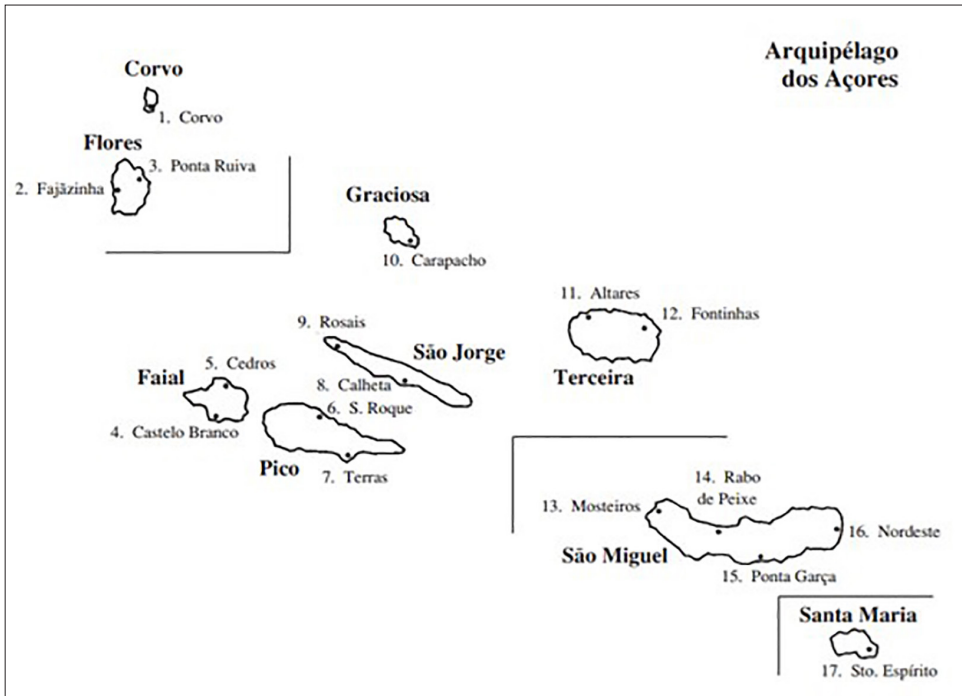 Arquipélago
dos Açores
Corvo
1. Corvo
Flores
3. Ponta Ruiva
2. Fajãzinha
Graciosa
10. Carapacho
11. Altares
12. Fontinhas
Terceira
9. Rosais
São Jorge
8. Calheta
5. Cedros
Faial
4. Castelo Branco
6. S. Roque
Pico
7. Terras
14. Rabo
de Peixe
13. Mosteiros
16. Nordeste
São Miguel
15. Ponta Garça
Santa Maria
17. Sto. Espírito